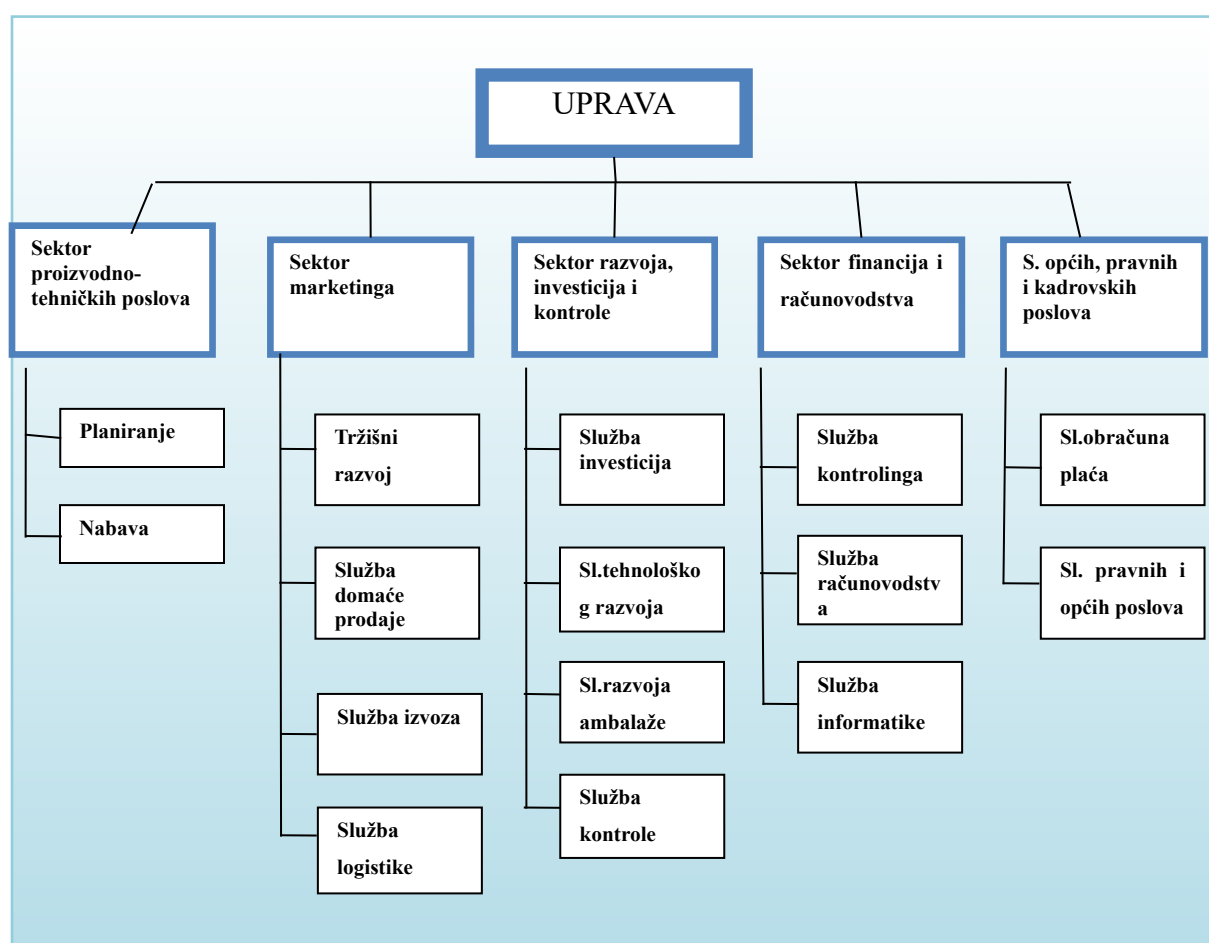 UPRAVA
Sektor
proizvodno-
tehničkih poslova
Sektor
marketinga
Sektor razvoja,
investicija i
kontrole
Sektor financija i
računovodstva
S. općih, pravnih
i kadrovskih
poslova
Planiranje
Nabava
Tržišni
razvoj
Služba
domaće
prodaje
Služba izvoza
Služba
logistike
Služba
investicija
Sl.tehnološko
g razvoja
Sl.razvoja
ambalaže
Služba
kontrole
Služba
kontrolinga
Služba
računovodstv
a
Služba
informatike
Sl.obračuna
plaća
Sl. pravnih i
općih poslova